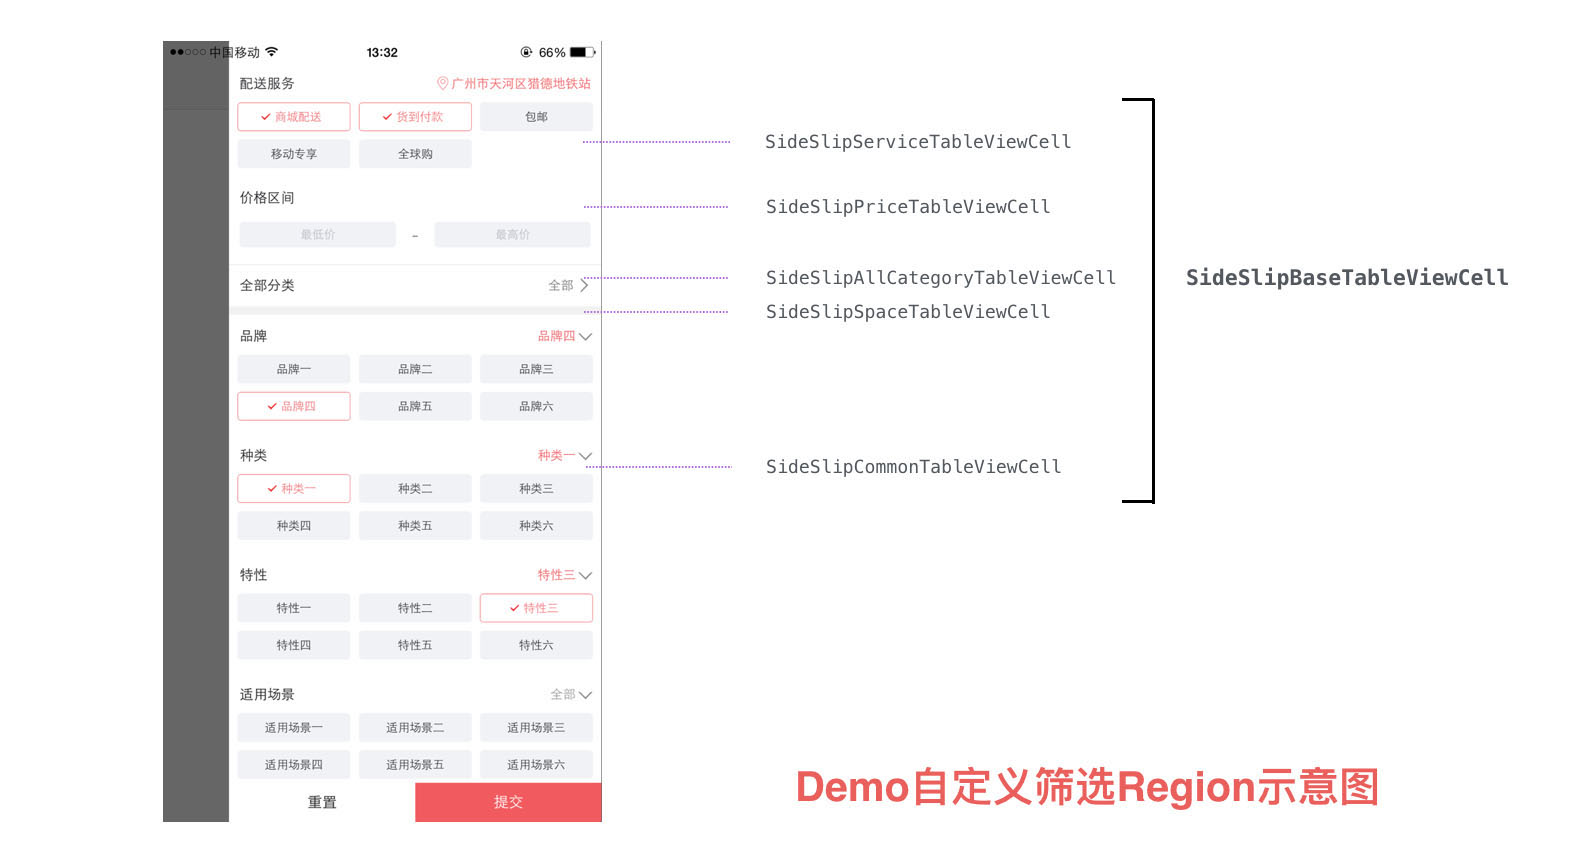 中国移动 13:32 66%
配送服务 广州市天河区猎德地铁站
商城配送 货到付款 包邮
移动专享 全球购
价格区间
最低价 - 最高价
全部分类 全部
品牌 品牌四
品牌一 品牌二 品牌三
品牌四 品牌五 品牌六
种类 种类一
种类一 种类二 种类三
种类四 种类五 种类六
特性 特性三
特性一 特性二 特性三
特性四 特性五 特性六
适用场景 全部
适用场景一 适用场景二 适用场景三
适用场景四 适用场景五 适用场景六
重置 提交
SideSlipServiceTableViewCell
SideSlipPriceTableViewCell
SideSlipAllCategoryTableViewCell
SideSlipSpaceTableViewCell
SideSlipCommonTableViewCell
SideSlipBaseTableViewCell
Demo自定义筛选Region示意图